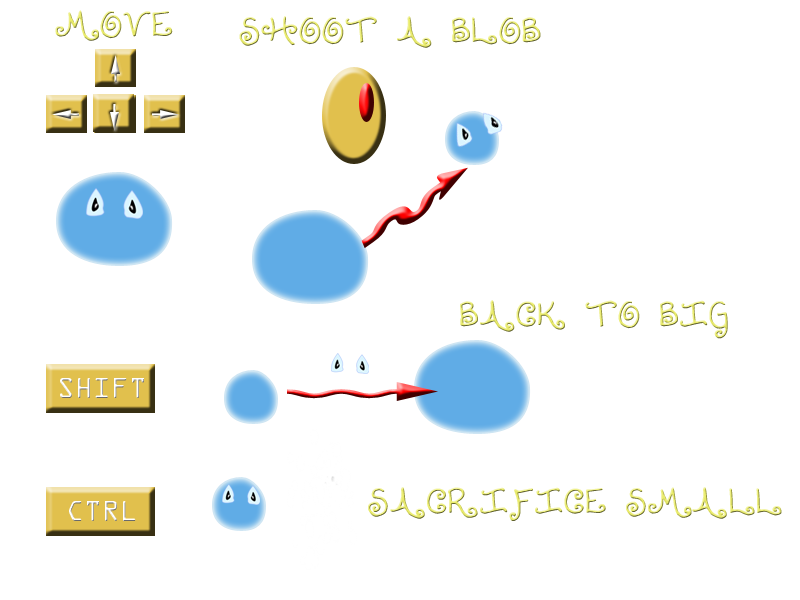 MOVE
SHOOT A BLOB
BACK TO BIG
SHIFT
CTRL
SACRIFICE SMALL